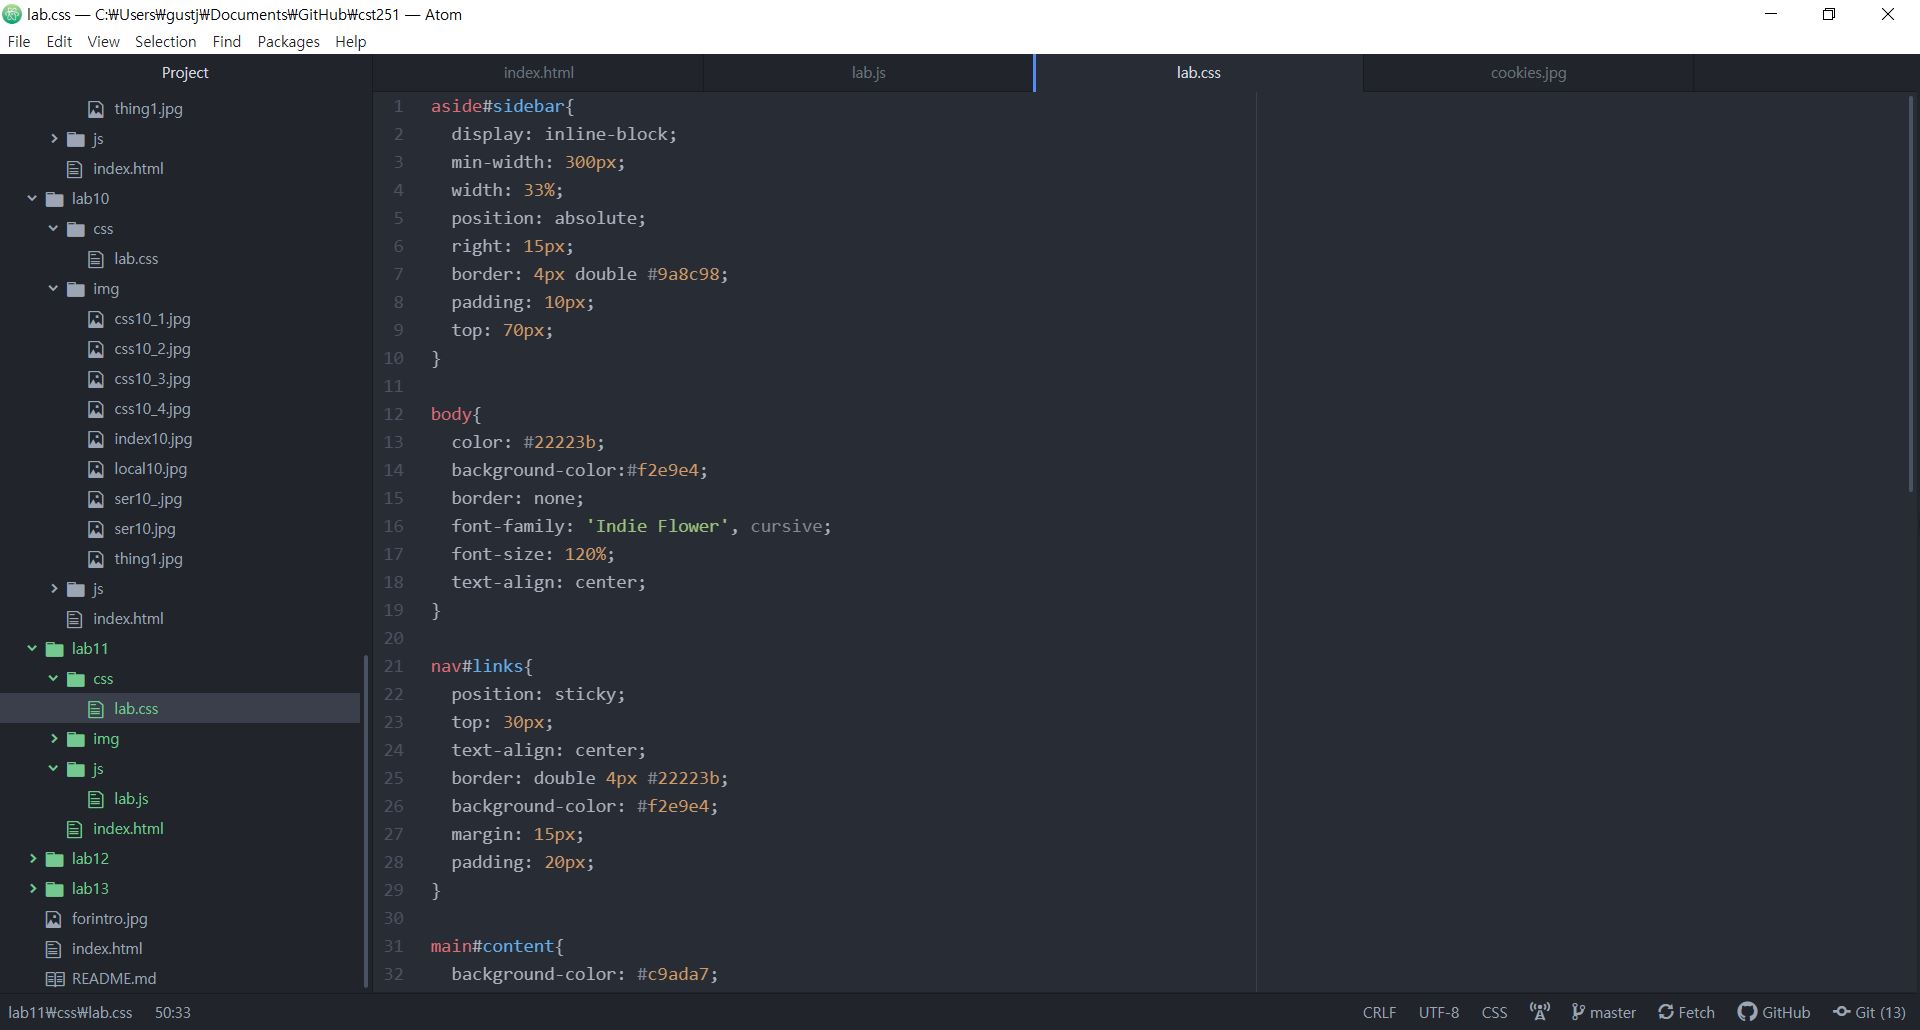 lab.css — C:₩Users₩gustj₩Documents₩GitHub₩cst251 — Atom
File Edit View Selection Find Packages Help
Project
thing1.jpg
js
index.html
lab10
css
lab.css
img
css10_1.jpg
css10_2.jpg
css10_3.jpg
css10_4.jpg
index10.jpg
local10.jpg
ser10_.jpg
ser10.jpg
thing1.jpg
js
index.html
lab11
css
lab.css
img
js
lab.js
index.html
lab12
lab13
forintro.jpg
index.html
README.md
index.html lab.js lab.css cookies.jpg
1 aside#sidebar{
2 display: inline-block;
3 min-width: 300px;
4 width: 33%;
5 position: absolute;
6 right: 15px;
7 border: 4px double #9a8c98;
8 padding: 10px;
9 top: 70px;
10 }
11
12 body{
13 color: #22223b;
14 background-color:#f2e9e4;
15 border: none;
16 font-family: 'Indie Flower', cursive;
17 font-size: 120%;
18 text-align: center;
19 }
20
21 nav#links{
22 position: sticky;
23 top: 30px;
24 text-align: center;
25 border: double 4px #22223b;
26 background-color: #f2e9e4;
27 margin: 15px;
28 padding: 20px;
29 }
30
31 main#content{
32 background-color: #c9ada7;
lab11₩css₩lab.css 50:33 CRLF UTF-8 CSS master Fetch GitHub Git (13)